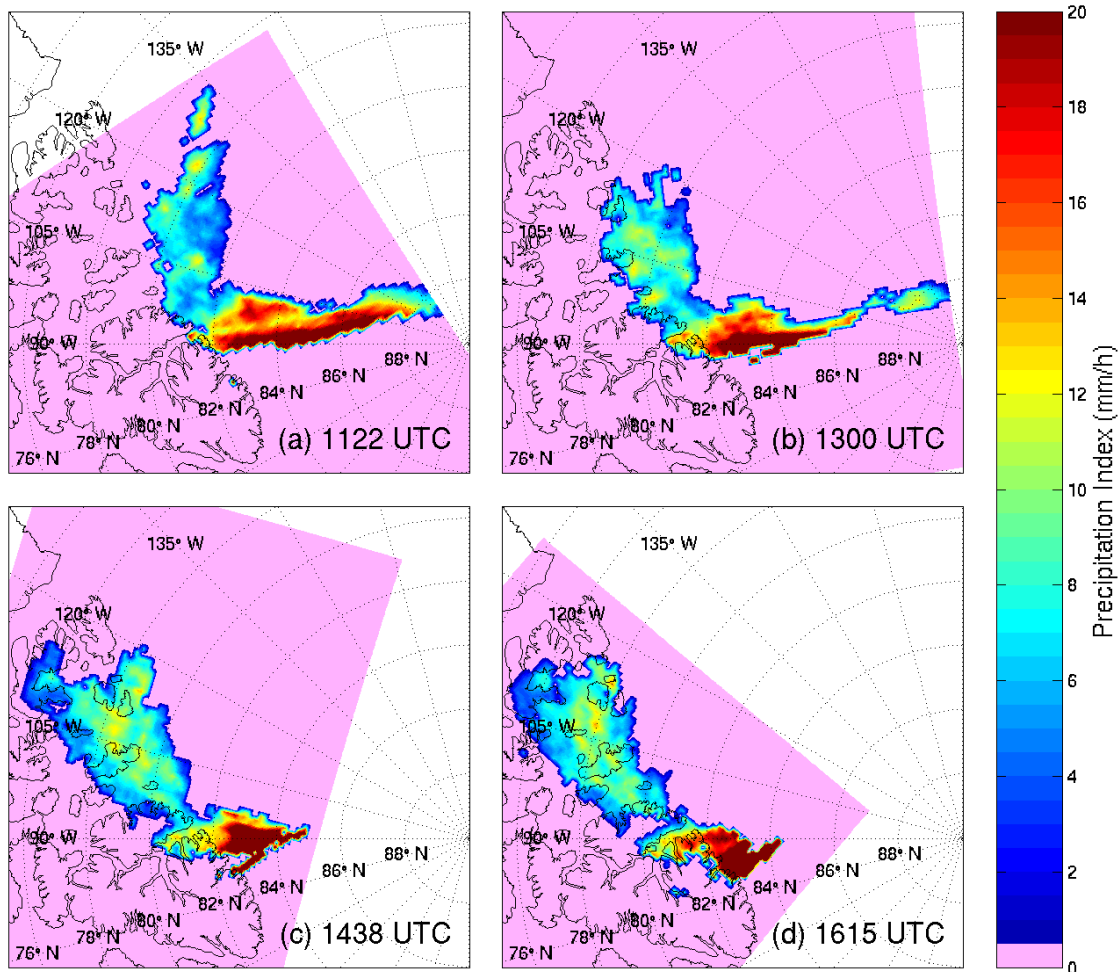 135° W
120° W
105° W
90° W
88° N
86° N
84° N
82° N
80° N
78° N
76° N
(a) 1122 UTC
135° W
120° W
105° W
90° W
88° N
86° N
84° N
82° N
80° N
78° N
76° N
(b) 1300 UTC
135° W
120° W
105° W
90° W
88° N
86° N
84° N
82° N
80° N
78° N
76° N
(c) 1438 UTC
135° W
120° W
105° W
90° W
88° N
86° N
84° N
82° N
80° N
78° N
76° N
(d) 1615 UTC
20
18
16
14
12
10
8
6
4
2
0
Precipitation Index (mm/h)